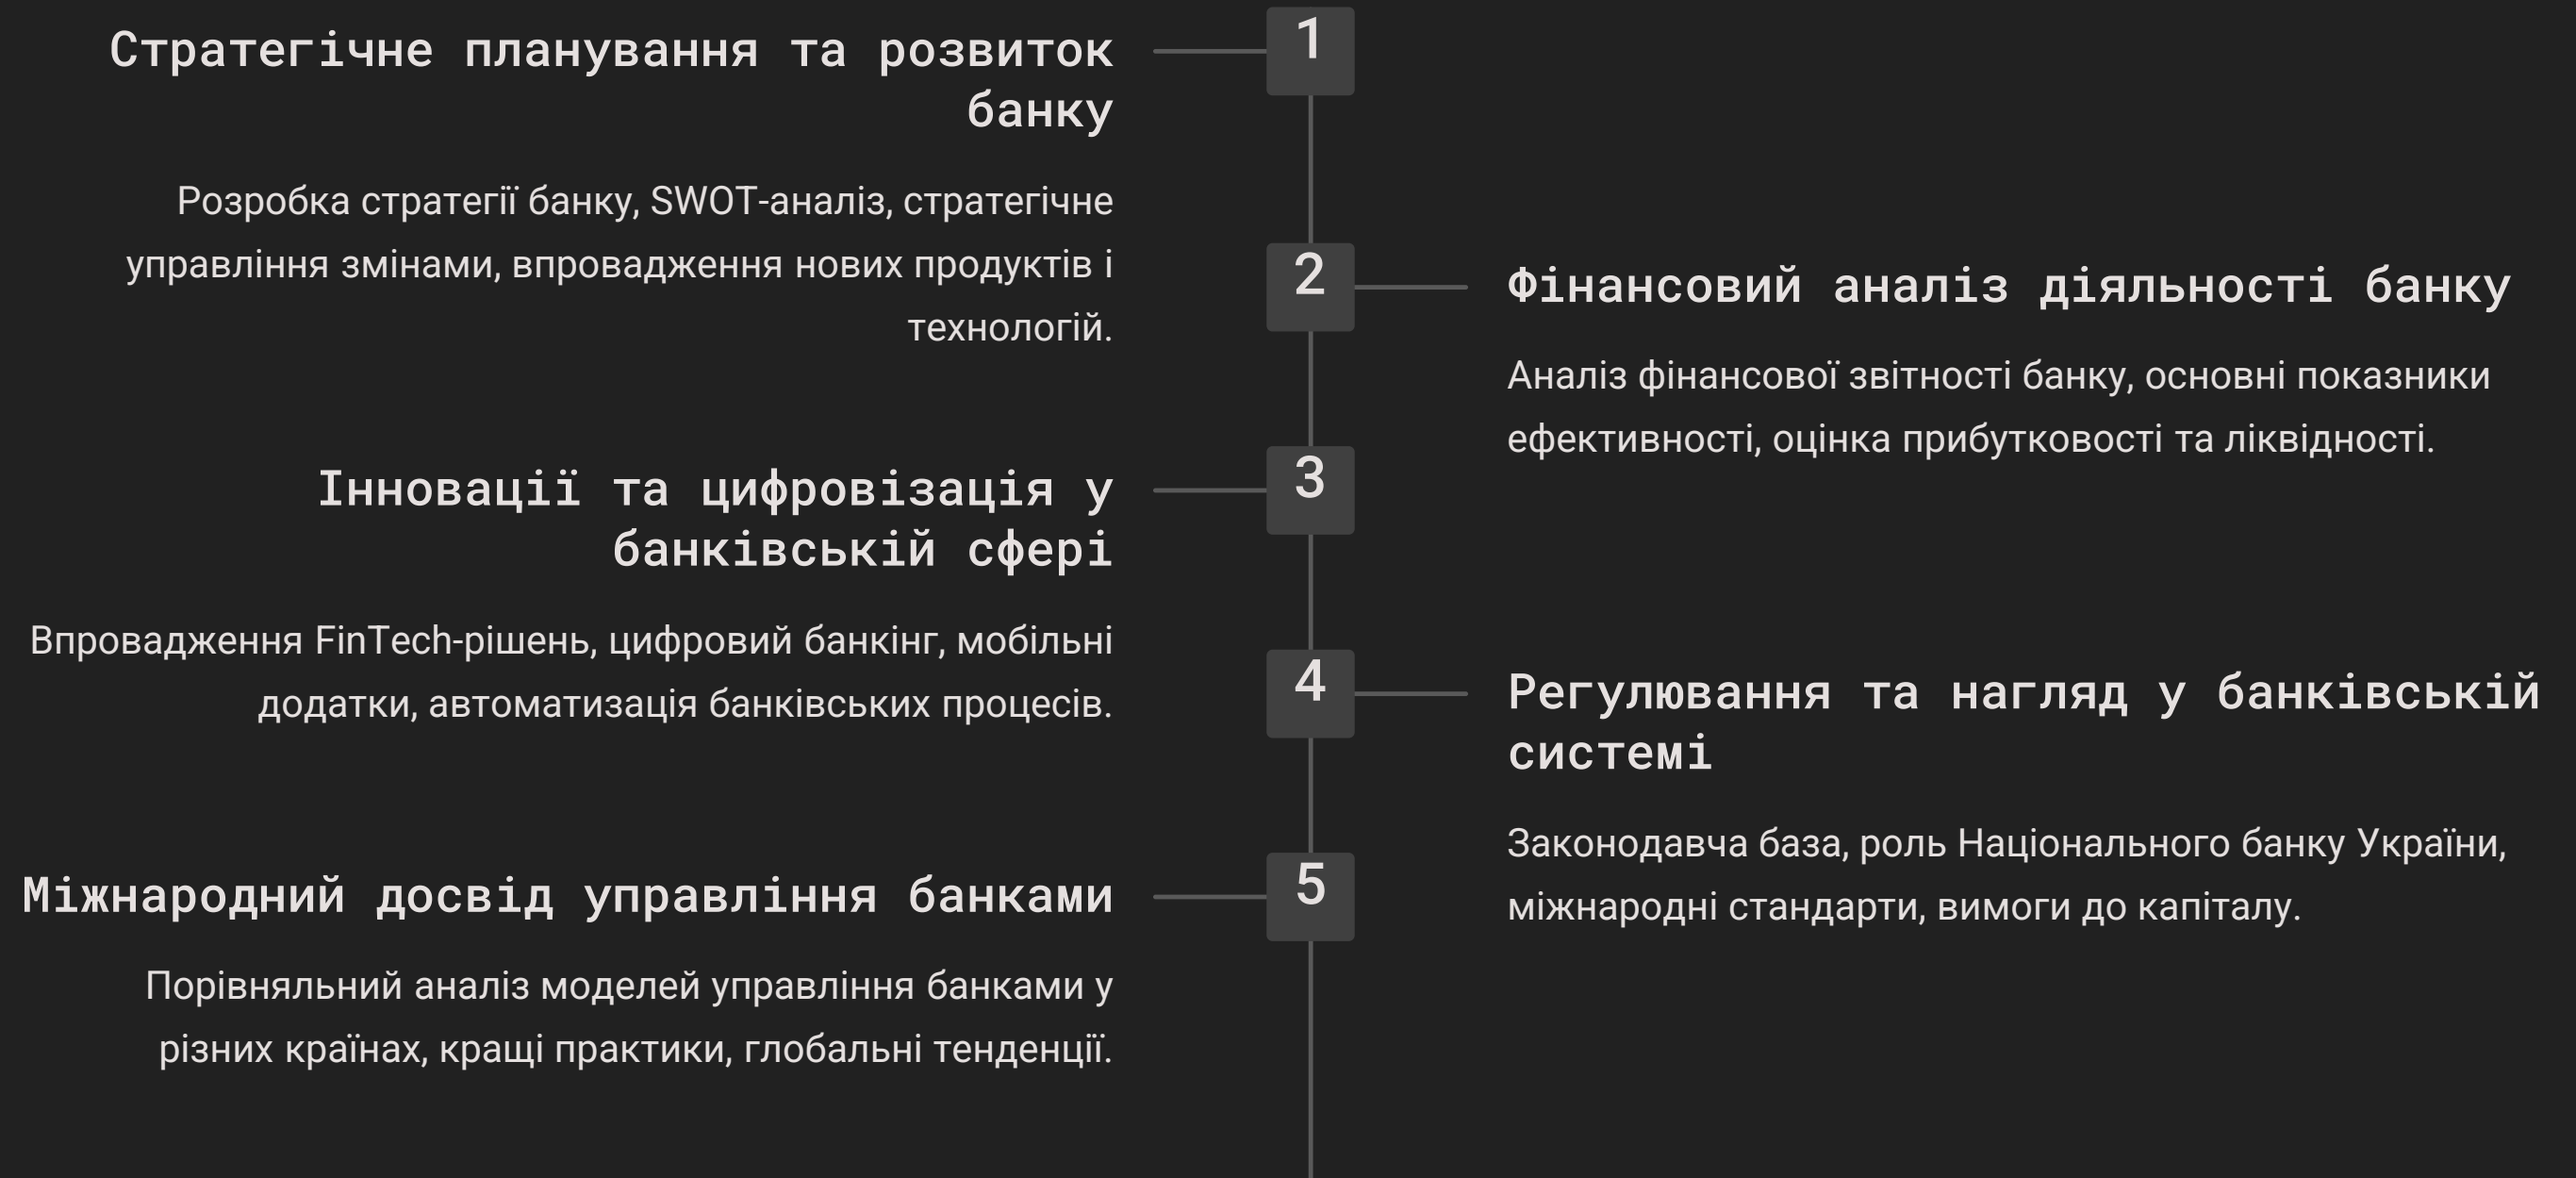 1
Стратегічне планування та розвиток
банку
Розробка стратегії банку, SWOT-аналіз, стратегічне
управління змінами, впровадження нових продуктів і
технологій.
2
Фінансовий аналіз діяльності банку
Аналіз фінансової звітності банку, основні показники
ефективності, оцінка прибутковості та ліквідності.
3
Інновації та цифровізація у
банківській сфері
Впровадження FinTech-рішень, цифровий банкінг, мобільні
додатки, автоматизація банківських процесів.
4
Регулювання та нагляд у банківській
системі
Законодавча база, роль Національного банку України,
міжнародні стандарти, вимоги до капіталу.
5
Міжнародний досвід управління банками
Порівняльний аналіз моделей управління банками у
різних країнах, кращі практики, глобальні тенденції.